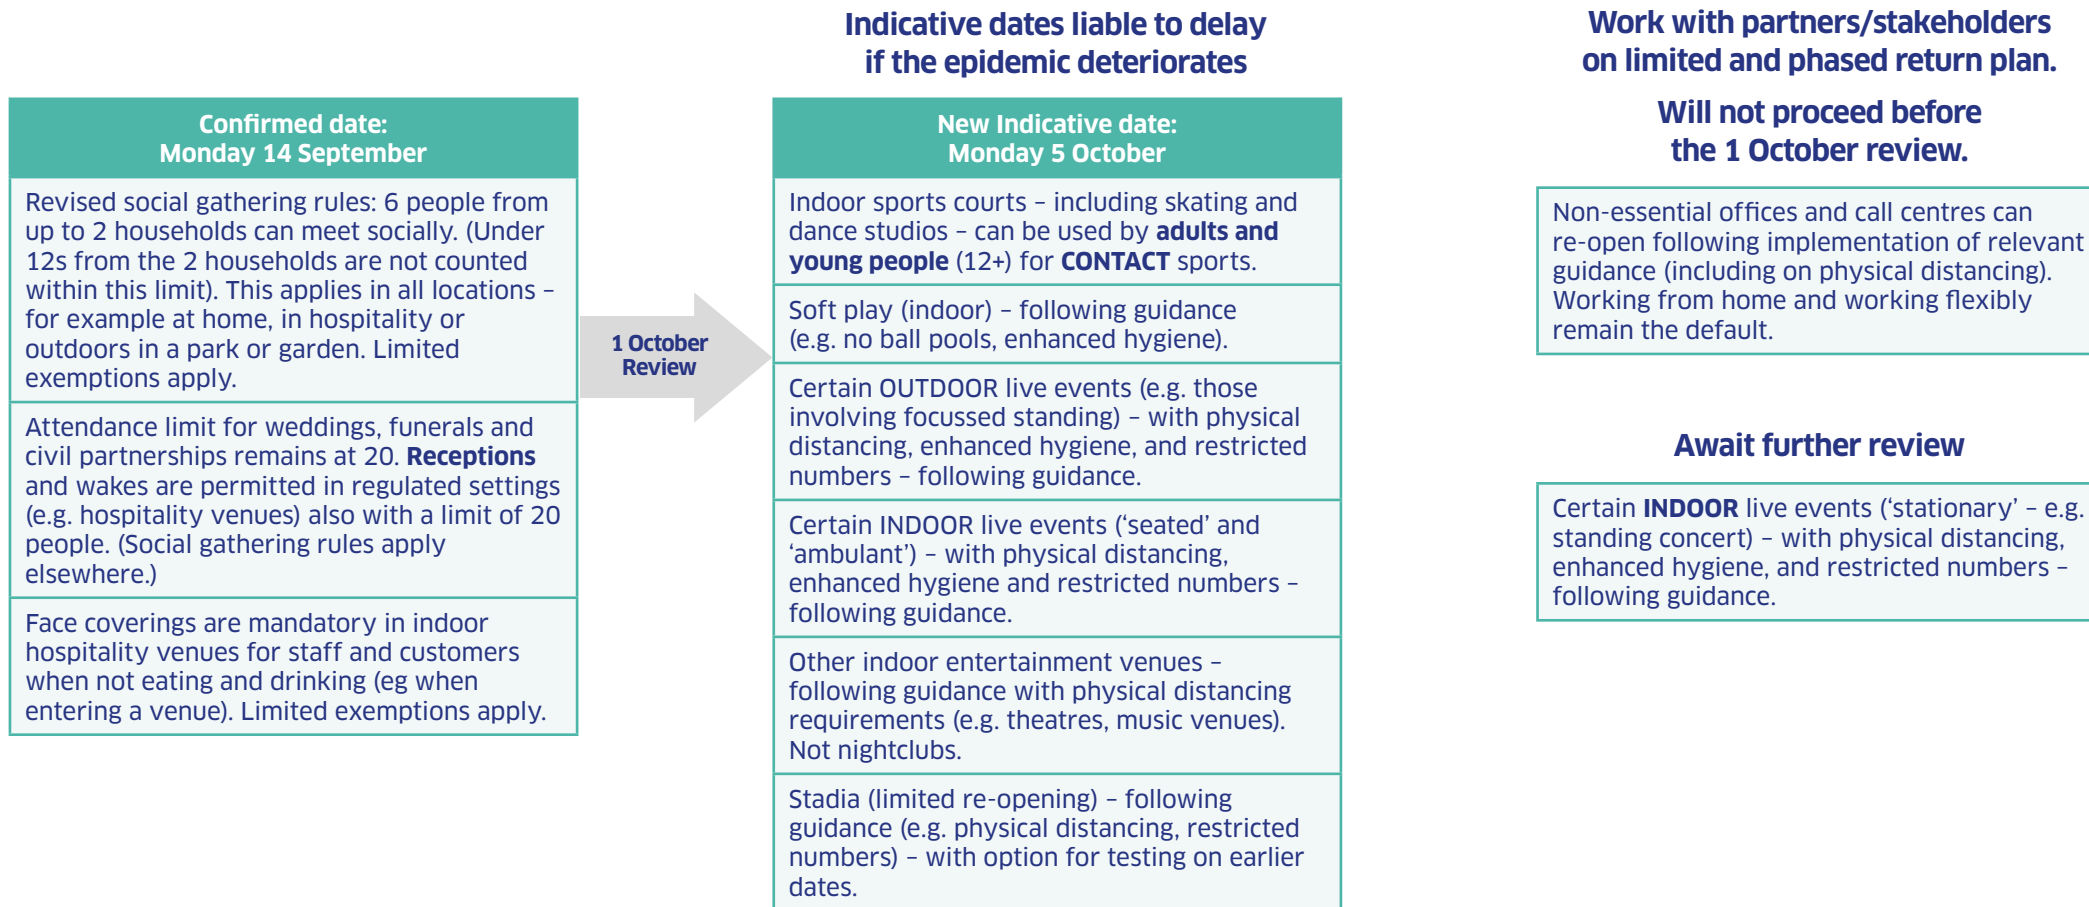 Indicative dates liable to delay
if the epidemic deteriorates
Work with partners/stakeholders
on limited and phased return plan.
Will not proceed before
the 1 October review.
Confirmed date:
Monday 14 September
Revised social gathering rules: 6 people from
up to 2 households can meet socially. (Under
12s from the 2 households are not counted
within this limit). This applies in all locations –
for example at home, in hospitality or
outdoors in a park or garden. Limited
exemptions apply.
Attendance limit for weddings, funerals and
civil partnerships remains at 20. Receptions
and wakes are permitted in regulated settings
(e.g. hospitality venues) also with a limit of 20
people. (Social gathering rules apply
elsewhere.)
Face coverings are mandatory in indoor
hospitality venues for staff and customers
when not eating and drinking (eg when
entering a venue). Limited exemptions apply.
1 October
Review
New Indicative date:
Monday 5 October
Indoor sports courts – including skating and
dance studios – can be used by adults and
young people (12+) for CONTACT sports.
Soft play (indoor) – following guidance
(e.g. no ball pools, enhanced hygiene).
Certain OUTDOOR live events (e.g. those
involving focussed standing) – with physical
distancing, enhanced hygiene, and restricted
numbers – following guidance.
Certain INDOOR live events (‘seated’ and
‘ambulant’) – with physical distancing,
enhanced hygiene and restricted numbers –
following guidance.
Other indoor entertainment venues –
following guidance with physical distancing
requirements (e.g. theatres, music venues).
Not nightclubs.
Stadia (limited re-opening) – following
guidance (e.g. physical distancing, restricted
numbers) – with option for testing on earlier
dates.
Non-essential offices and call centres can
re-open following implementation of relevant
guidance (including on physical distancing).
Working from home and working flexibly
remain the default.
Await further review
Certain INDOOR live events (‘stationary’ – e.g.
standing concert) – with physical distancing,
enhanced hygiene, and restricted numbers –
following guidance.